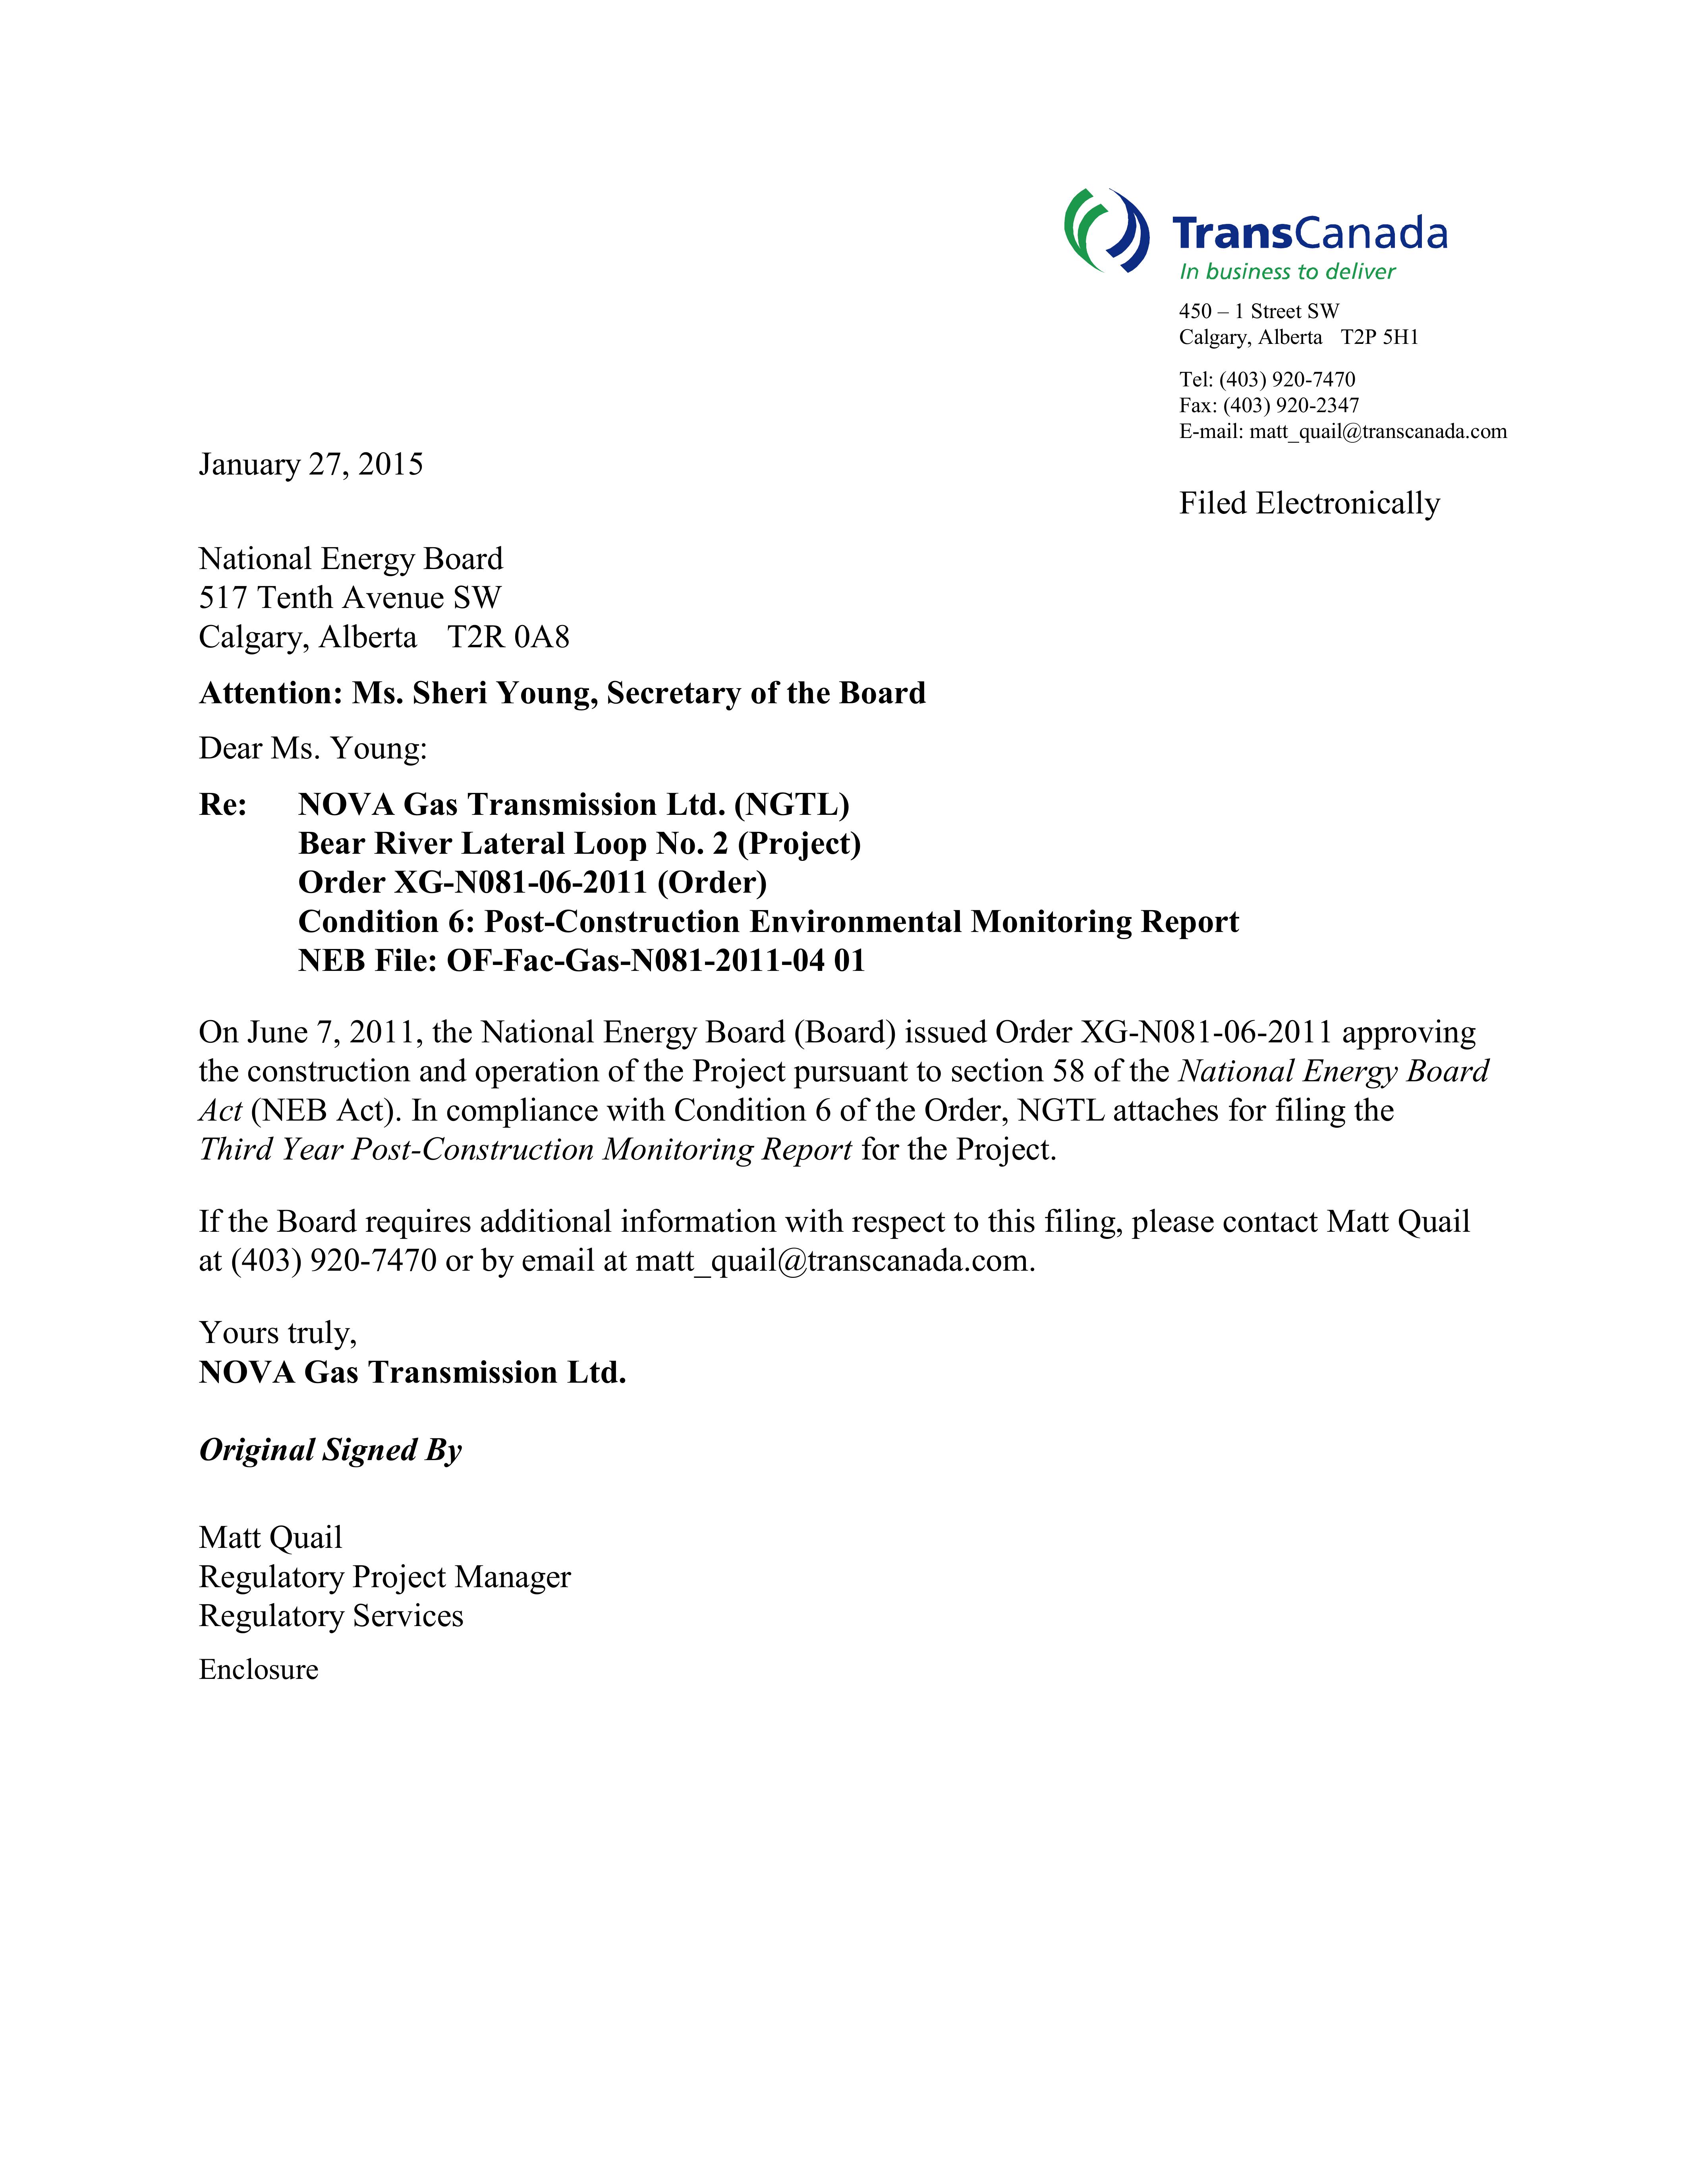 TransCanada
In business to deliver
450 – 1 Street SW
Calgary, Alberta T2P 5H1
Tel: (403) 920-7470
Fax: (403) 920-2347
E-mail: matt_quail@transcanada.com
January 27, 2015
Filed Electronically
National Energy Board
517 Tenth Avenue SW
Calgary, Alberta T2R 0A8
Attention: Ms. Sheri Young, Secretary of the Board
Dear Ms. Young:
Re: NOVA Gas Transmission Ltd. (NGTL)
Bear River Lateral Loop No. 2 (Project)
Order XG-N081-06-2011 (Order)
Condition 6: Post-Construction Environmental Monitoring Report
NEB File: OF-Fac-Gas-N081-2011-04 01
On June 7, 2011, the National Energy Board (Board) issued Order XG-N081-06-2011 approving
the construction and operation of the Project pursuant to section 58 of the National Energy Board
Act (NEB Act). In compliance with Condition 6 of the Order, NGTL attaches for filing the
Third Year Post-Construction Monitoring Report for the Project.
If the Board requires additional information with respect to this filing, please contact Matt Quail
at (403) 920-7470 or by email at matt_quail@transcanada.com.
Yours truly,
NOVA Gas Transmission Ltd.
Original Signed By
Matt Quail
Regulatory Project Manager
Regulatory Services
Enclosure